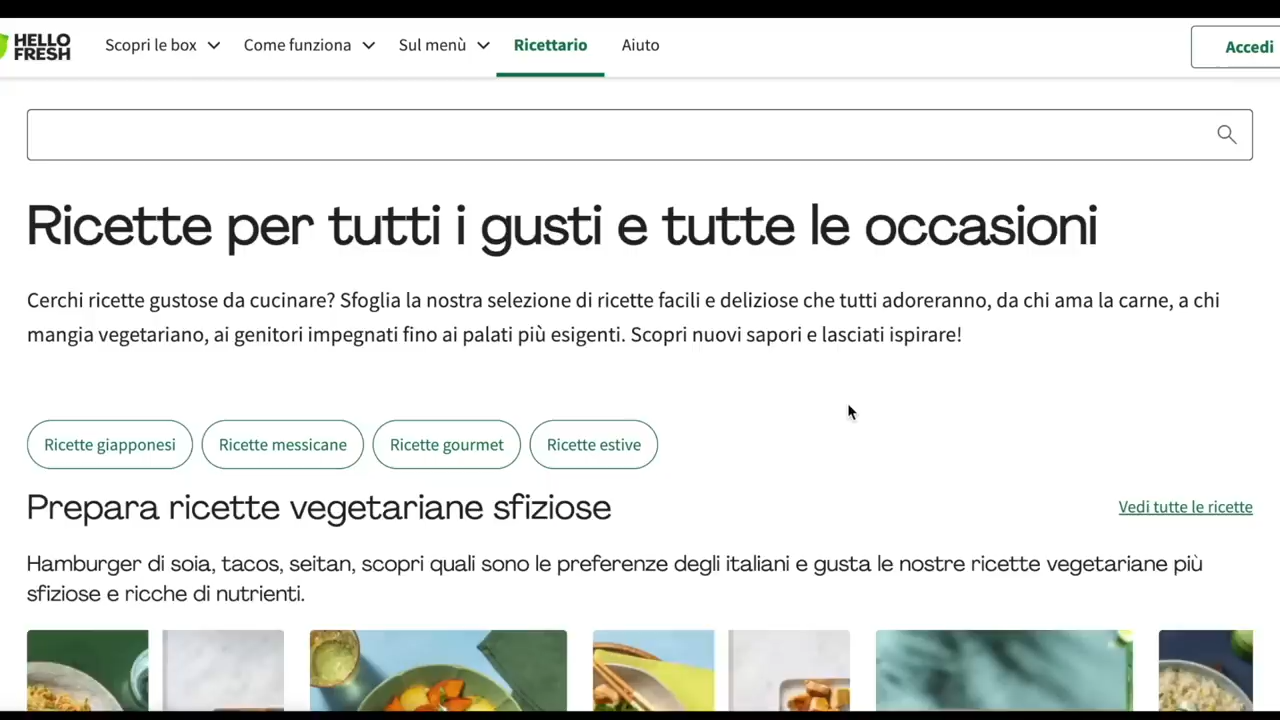 HELLO
FRESH
Scopri le box
Come funziona
Sul menù
Ricettario
Aiuto
Accedi
Ricette per tutti i gusti e tutte le occasioni
Cerchi ricette gustose da cucinare? Sfoglia la nostra selezione di ricette facili e deliziose che tutti adoreranno, da chi ama la carne, a chi
mangia vegetariano, ai genitori impegnati fino ai palati più esigenti. Scopri nuovi sapori e lasciati ispirare!
Ricette giapponesi
Ricette messicane
Ricette gourmet
Ricette estive
Prepara ricette vegetariane sfiziose
Vedi tutte le ricette
Hamburger di soia, tacos, seitan, scopri quali sono le preferenze degli italiani e gusta le nostre ricette vegetariane più
sfiziose e ricche di nutrienti.